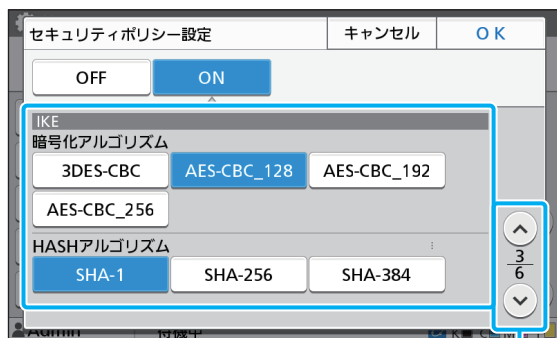 セキュリティポリシー設定 キャンセル OK
OFF ON
IKE
暗号化アルゴリズム
3DES-CBC AES-CBC_128 AES-CBC_192
AES-CBC_256
HASHアルゴリズム
3
6
SHA-1 SHA-256 SHA-384
Admin 待機中